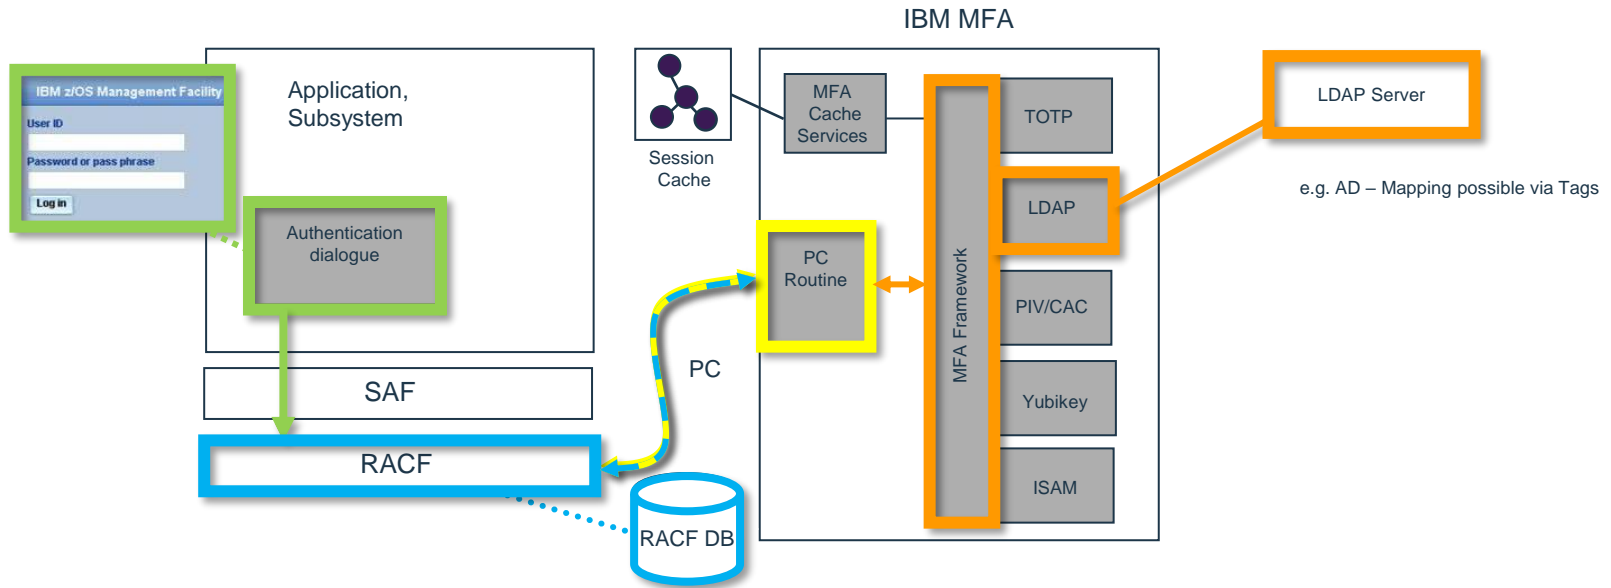 IBM MFA
IBM z/OS Management Facility
User ID
Password or pass phrase
Log in
Application,
Subsystem
Authentication
dialogue
SAF
RACF
RACF DB
PC
Session
Cache
MFA
Cache
Services
PC
Routine
MFA Framework
TOTP
LDAP
PIV/CAC
Yubikey
ISAM
LDAP Server
e.g. AD – Mapping possible via Tags